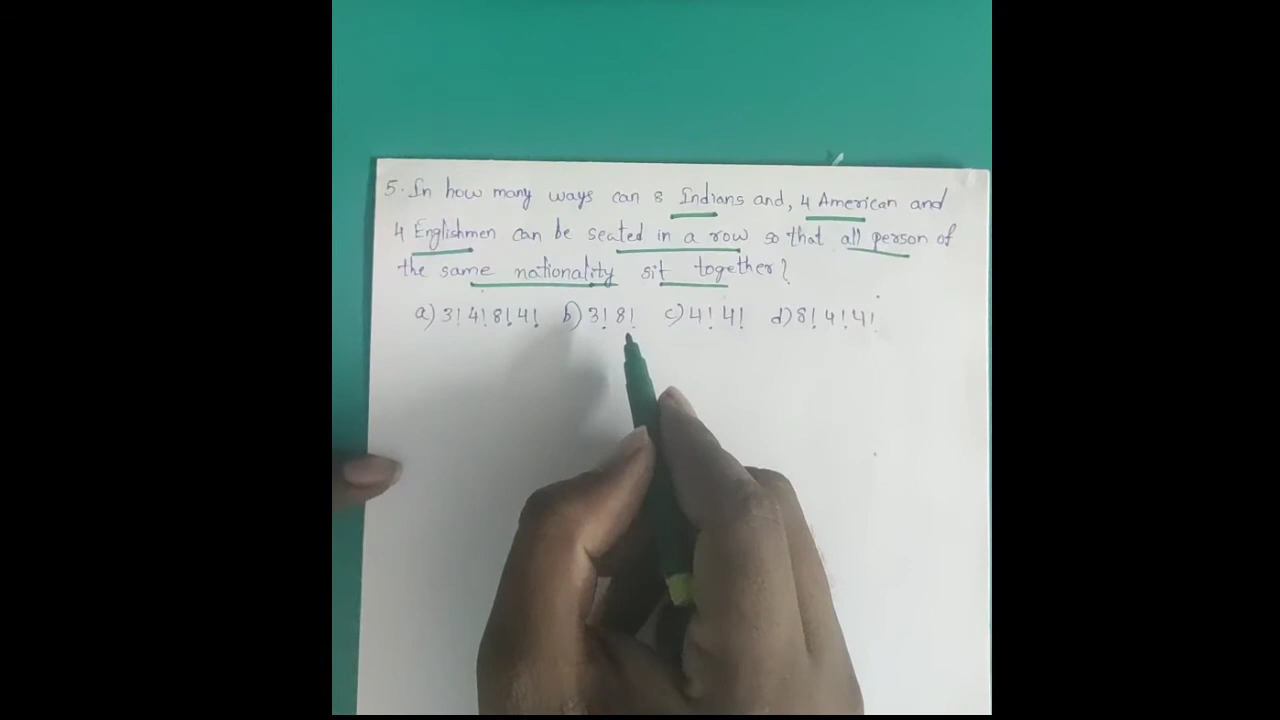 5. In how many ways can 8 Indians and, 4 American and
4 Englishmen can be seated in a row so that all person of
the same nationality sit together?
a) 3! 4! 8! 4! b) 3! 8! c) 4! 4! d) 8! 4! 4!